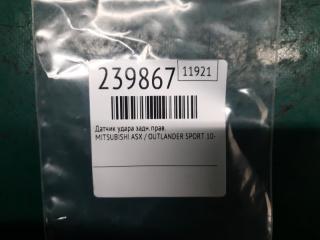 239867 11921
Датчик удара задн. прав.
MITSUBISHI ASX / OUTLANDER SPORT 10-